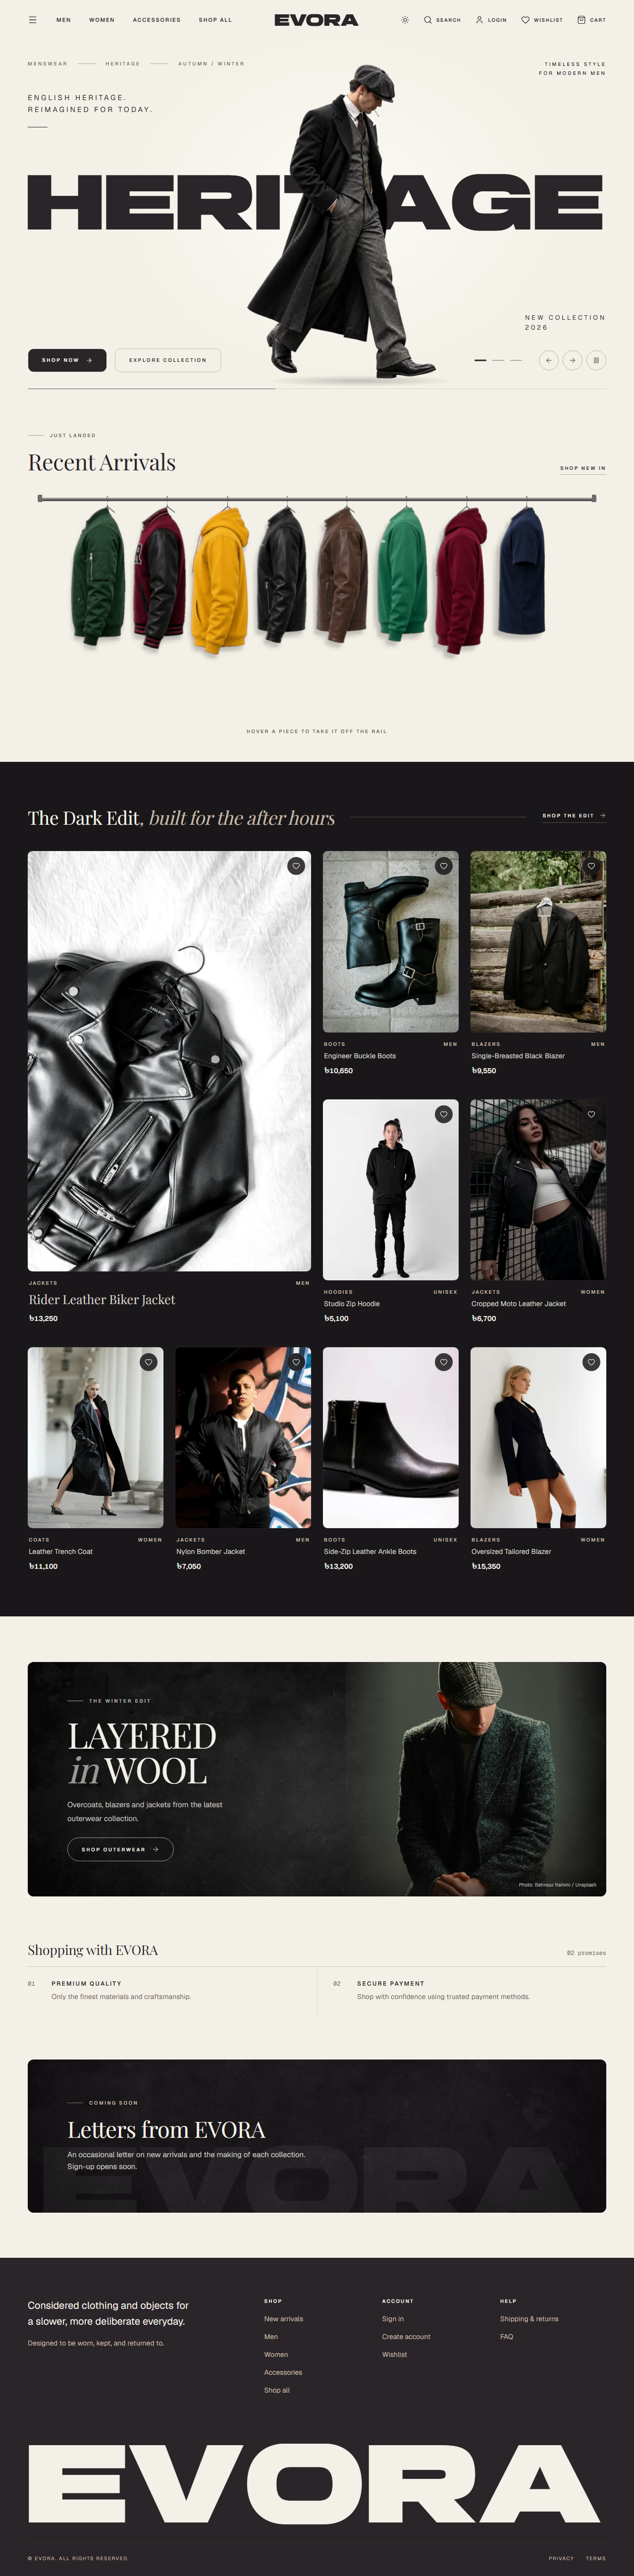 MEN WOMEN ACCESSORIES SHOP ALL EVORA SEARCH LOGIN WISHLIST CART
MENSWEAR HERITAGE AUTUMN / WINTER
TIMELESS STYLE
FOR MODERN MEN
ENGLISH HERITAGE.
REIMAGINED FOR TODAY.
HERITAGE
NEW COLLECTION
2026
SHOP NOW EXPLORE COLLECTION
JUST LANDED
Recent Arrivals
SHOP NEW IN
HOVER A PIECE TO TAKE IT OFF THE RAIL
The Dark Edit, built for the after hours
SHOP THE EDIT
JACKETS MEN
Rider Leather Biker Jacket
৳13,250
BOOTS MEN
Engineer Buckle Boots
৳10,650
BLAZERS MEN
Single-Breasted Black Blazer
৳9,550
HOODIES UNISEX
Studio Zip Hoodie
৳5,100
JACKETS WOMEN
Cropped Moto Leather Jacket
৳6,700
COATS WOMEN
Leather Trench Coat
৳11,100
JACKETS MEN
Nylon Bomber Jacket
৳7,050
BOOTS UNISEX
Side-Zip Leather Ankle Boots
৳13,200
BLAZERS WOMEN
Oversized Tailored Blazer
৳15,350
THE WINTER EDIT
LAYERED
in WOOL
Overcoats, blazers and jackets from the latest
outerwear collection.
SHOP OUTERWEAR
Photo: Behrooz Rahimi / Unsplash
Shopping with EVORA
02 promises
01 PREMIUM QUALITY
Only the finest materials and craftsmanship.
02 SECURE PAYMENT
Shop with confidence using trusted payment methods.
COMING SOON
Letters from EVORA
An occasional letter on new arrivals and the making of each collection.
Sign-up opens soon.
EVORA
Considered clothing and objects for
a slower, more deliberate everyday.
Designed to be worn, kept, and returned to.
SHOP
New arrivals
Men
Women
Accessories
Shop all
ACCOUNT
Sign in
Create account
Wishlist
HELP
Shipping & returns
FAQ
EVORA
© EVORA. ALL RIGHTS RESERVED.
PRIVACY TERMS